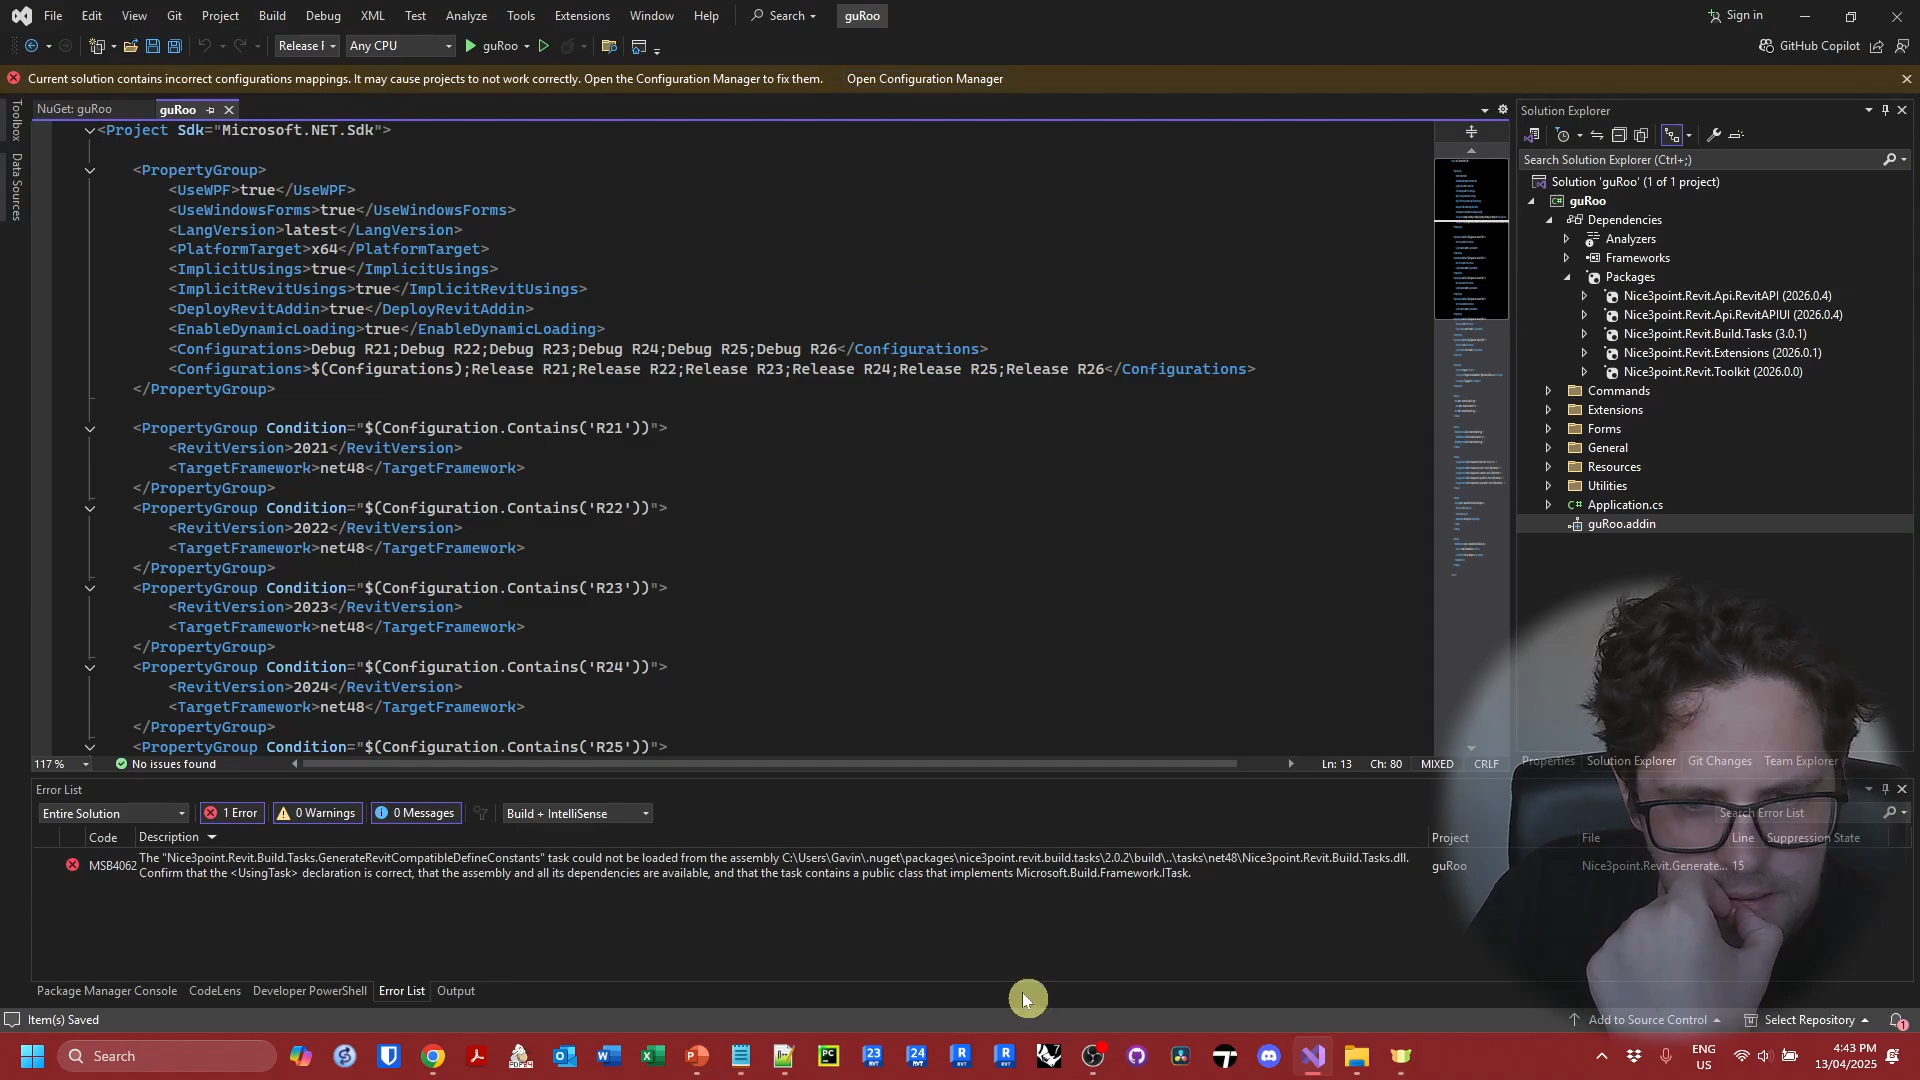 File Edit View Git Project Build Debug XML Test Analyze Tools Extensions Window Help Search guRoo Sign in
Release F Any CPU guRoo GitHub Copilot
Current solution contains incorrect configurations mappings. It may cause projects to not work correctly. Open the Configuration Manager to fix them. Open Configuration Manager
Toolbox
Data Sources
NuGet: guRoo guRoo
<Project Sdk="Microsoft.NET.Sdk">
<PropertyGroup>
<UseWPF>true</UseWPF>
<UseWindowsForms>true</UseWindowsForms>
<LangVersion>latest</LangVersion>
<PlatformTarget>x64</PlatformTarget>
<ImplicitUsings>true</ImplicitUsings>
<ImplicitRevitUsings>true</ImplicitRevitUsings>
<DeployRevitAddin>true</DeployRevitAddin>
<EnableDynamicLoading>true</EnableDynamicLoading>
<Configurations>Debug R21;Debug R22;Debug R23;Debug R24;Debug R25;Debug R26</Configurations>
<Configurations>$(Configurations);Release R21;Release R22;Release R23;Release R24;Release R25;Release R26</Configurations>
</PropertyGroup>
<PropertyGroup Condition="$(Configuration.Contains('R21'))">
<RevitVersion>2021</RevitVersion>
<TargetFramework>net48</TargetFramework>
</PropertyGroup>
<PropertyGroup Condition="$(Configuration.Contains('R22'))">
<RevitVersion>2022</RevitVersion>
<TargetFramework>net48</TargetFramework>
</PropertyGroup>
<PropertyGroup Condition="$(Configuration.Contains('R23'))">
<RevitVersion>2023</RevitVersion>
<TargetFramework>net48</TargetFramework>
</PropertyGroup>
<PropertyGroup Condition="$(Configuration.Contains('R24'))">
<RevitVersion>2024</RevitVersion>
<TargetFramework>net48</TargetFramework>
</PropertyGroup>
<PropertyGroup Condition="$(Configuration.Contains('R25'))">
117 % No issues found Ln: 13 Ch: 80 MIXED CRLF
Solution Explorer
Search Solution Explorer (Ctrl+;)
Solution 'guRoo' (1 of 1 project)
guRoo
Dependencies
Analyzers
Frameworks
Packages
Nice3point.Revit.Api.RevitAPI (2026.0.4)
Nice3point.Revit.Api.RevitAPIUI (2026.0.4)
Nice3point.Revit.Build.Tasks (3.0.1)
Nice3point.Revit.Extensions (2026.0.1)
Nice3point.Revit.Toolkit (2026.0.0)
Commands
Extensions
Forms
General
Resources
Utilities
Application.cs
guRoo.addin
Properties Solution Explorer Git Changes Team Explorer
Error List
Entire Solution 1 Error 0 Warnings 0 Messages Build + IntelliSense Search Error List
Code Description Project File Line Suppression State
MSB4062 The "Nice3point.Revit.Build.Tasks.GenerateRevitCompatibleDefineConstants" task could not be loaded from the assembly C:\Users\Gavin\.nuget\packages\nice3point.revit.build.tasks\2.0.2\build\..\tasks\net48\Nice3point.Revit.Build.Tasks.dll.
Confirm that the <UsingTask> declaration is correct, that the assembly and all its dependencies are available, and that the task contains a public class that implements Microsoft.Build.Framework.ITask.
guRoo Nice3point.Revit.Generate... 15
Package Manager Console CodeLens Developer PowerShell Error List Output
Item(s) Saved Add to Source Control Select Repository 1
Search
ENG
US
4:43 PM
13/04/2025